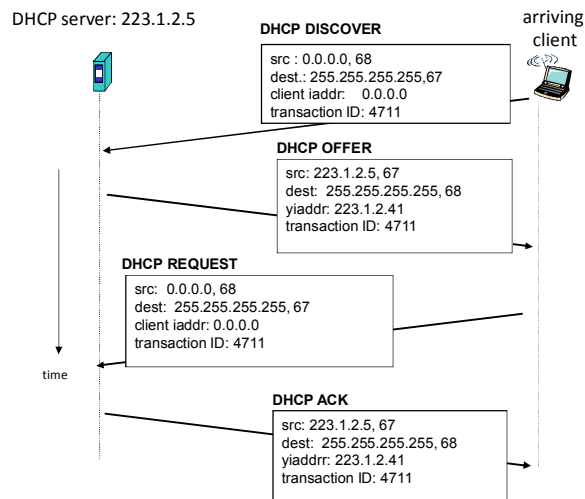 DHCP server: 223.1.2.5
arriving
client
DHCP DISCOVER
src : 0.0.0.0, 68
dest.: 255.255.255.255,67
client iaddr: 0.0.0.0
transaction ID: 4711
DHCP OFFER
src: 223.1.2.5, 67
dest: 255.255.255.255, 68
yiaddr: 223.1.2.41
transaction ID: 4711
DHCP REQUEST
src: 0.0.0.0, 68
dest: 255.255.255.255, 67
client iaddr: 0.0.0.0
transaction ID: 4711
time
DHCP ACK
src: 223.1.2.5, 67
dest: 255.255.255.255, 68
yiaddrr: 223.1.2.41
transaction ID: 4711